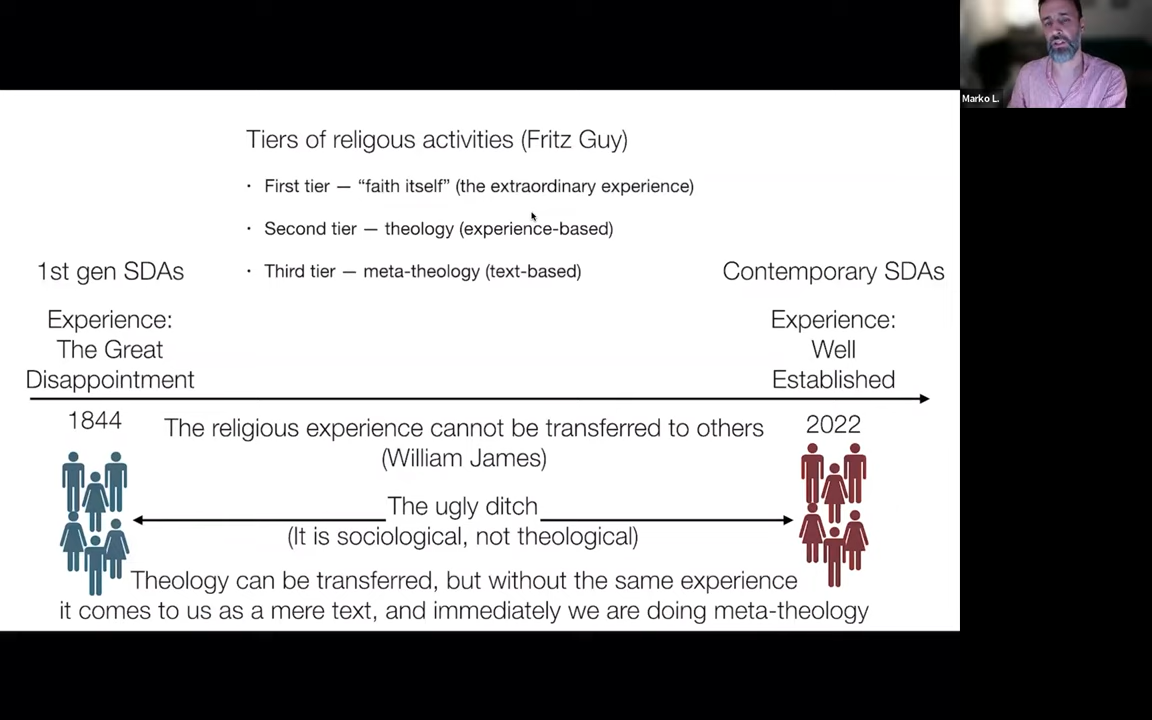 Marko L.
Tiers of religous activities (Fritz Guy)
· First tier — “faith itself” (the extraordinary experience)
· Second tier — theology (experience-based)
· Third tier — meta-theology (text-based)
1st gen SDAs
Experience:
The Great
Disappointment
Contemporary SDAs
Experience:
Well
Established
1844
2022
The religious experience cannot be transferred to others
(William James)
The ugly ditch
(It is sociological, not theological)
Theology can be transferred, but without the same experience
it comes to us as a mere text, and immediately we are doing meta-theology